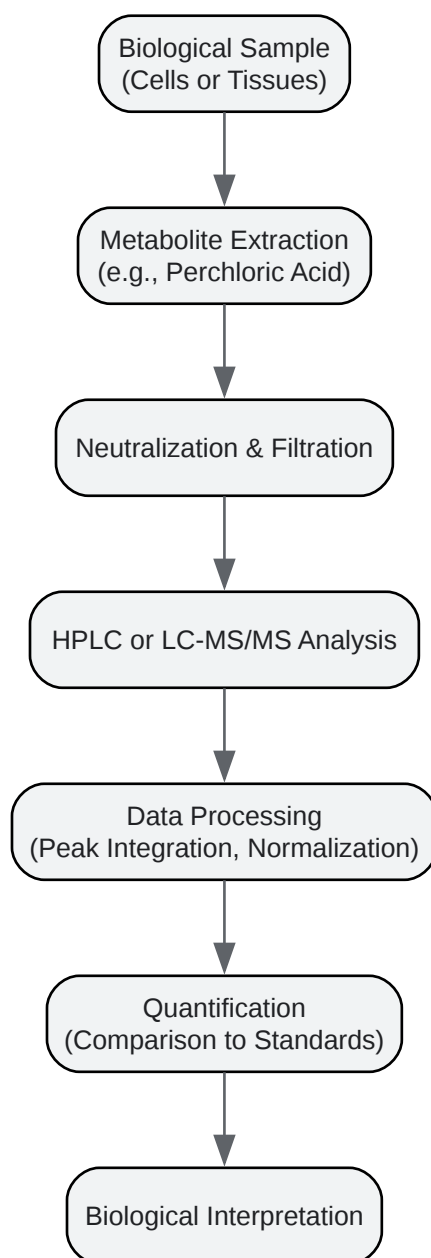 Biological Sample
(Cells or Tissues)
Metabolite Extraction
(e.g., Perchloric Acid)
Neutralization & Filtration
HPLC or LC-MS/MS Analysis
Data Processing
(Peak Integration, Normalization)
Quantification
(Comparison to Standards)
Biological Interpretation